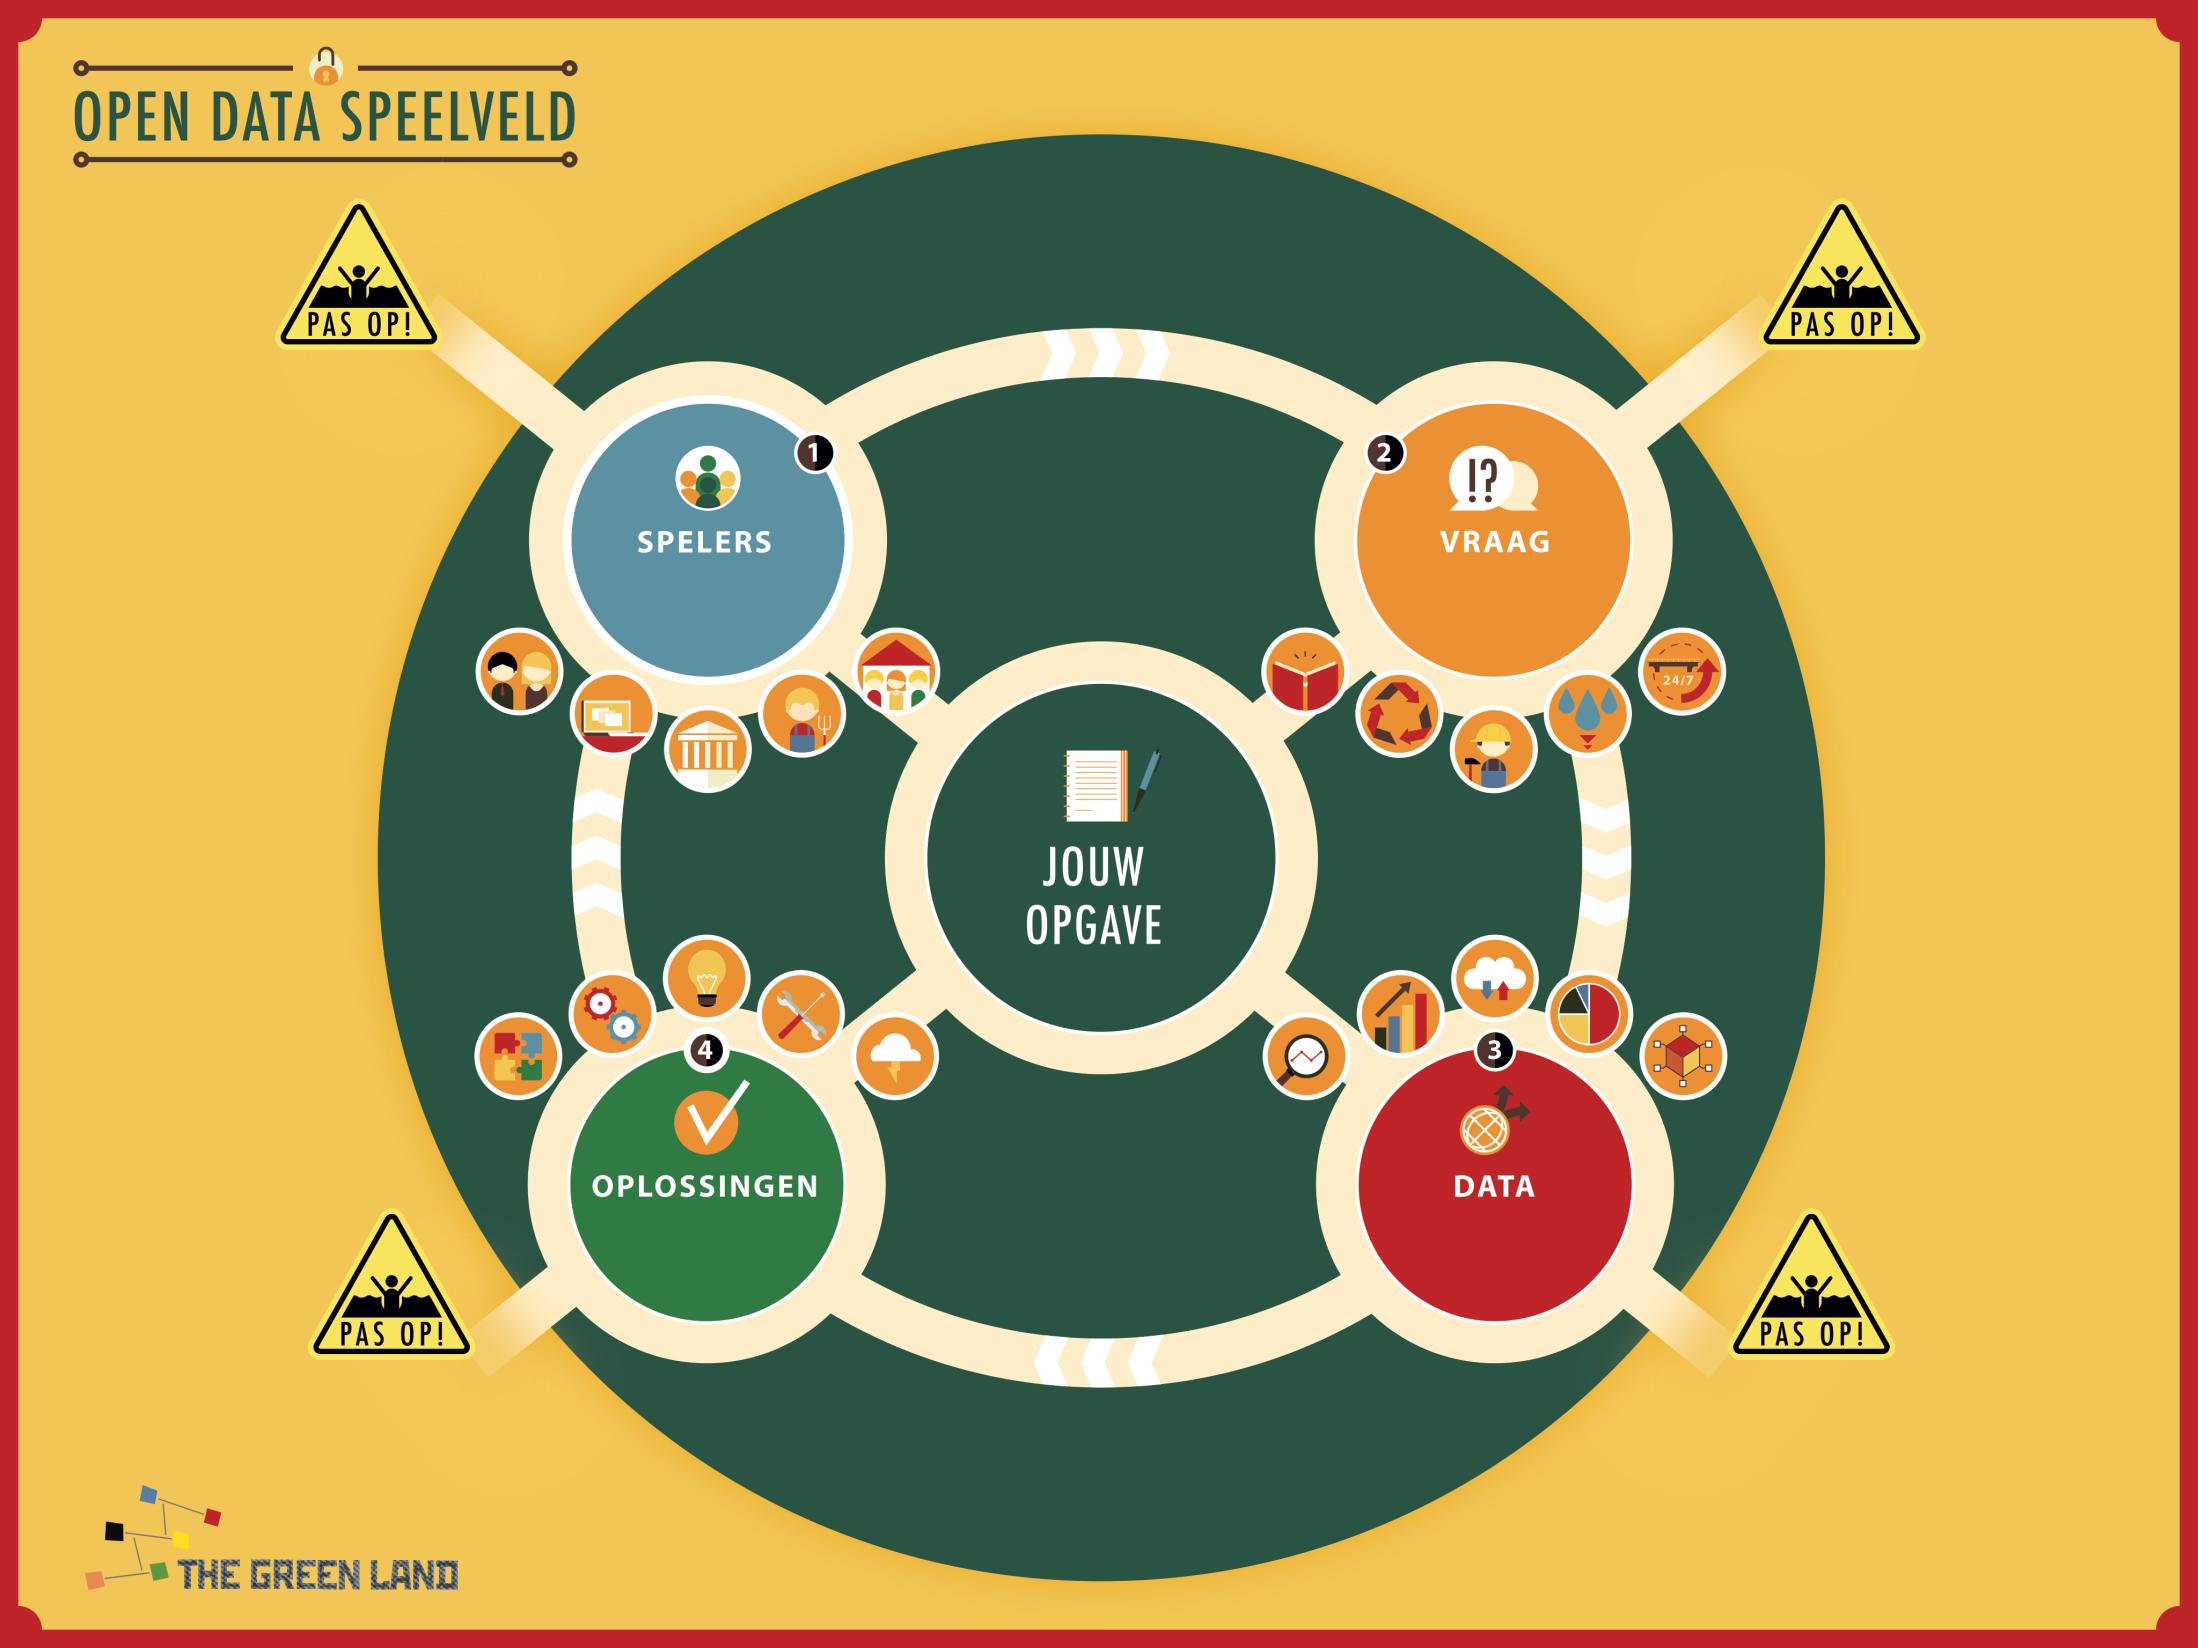 OPEN DATA SPEELVELD
PAS OP!
PAS OP!
1
SPELERS
2
!?
VRAAG
24/7
JOUW
OPGAVE
4
OPLOSSINGEN
3
DATA
PAS OP!
PAS OP!
THE GREEN LAND